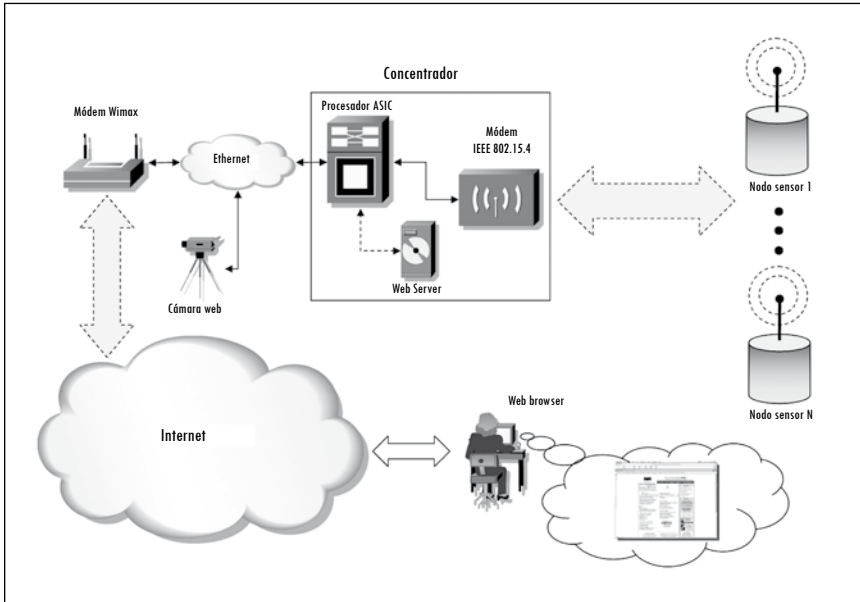 Concentrador
Procesador ASIC
Módem Wimax
Módem
IEEE 802.15.4
Ethernet
Nodo sensor 1
Web Server
Cámara web
Nodo sensor N
Web browser
Internet